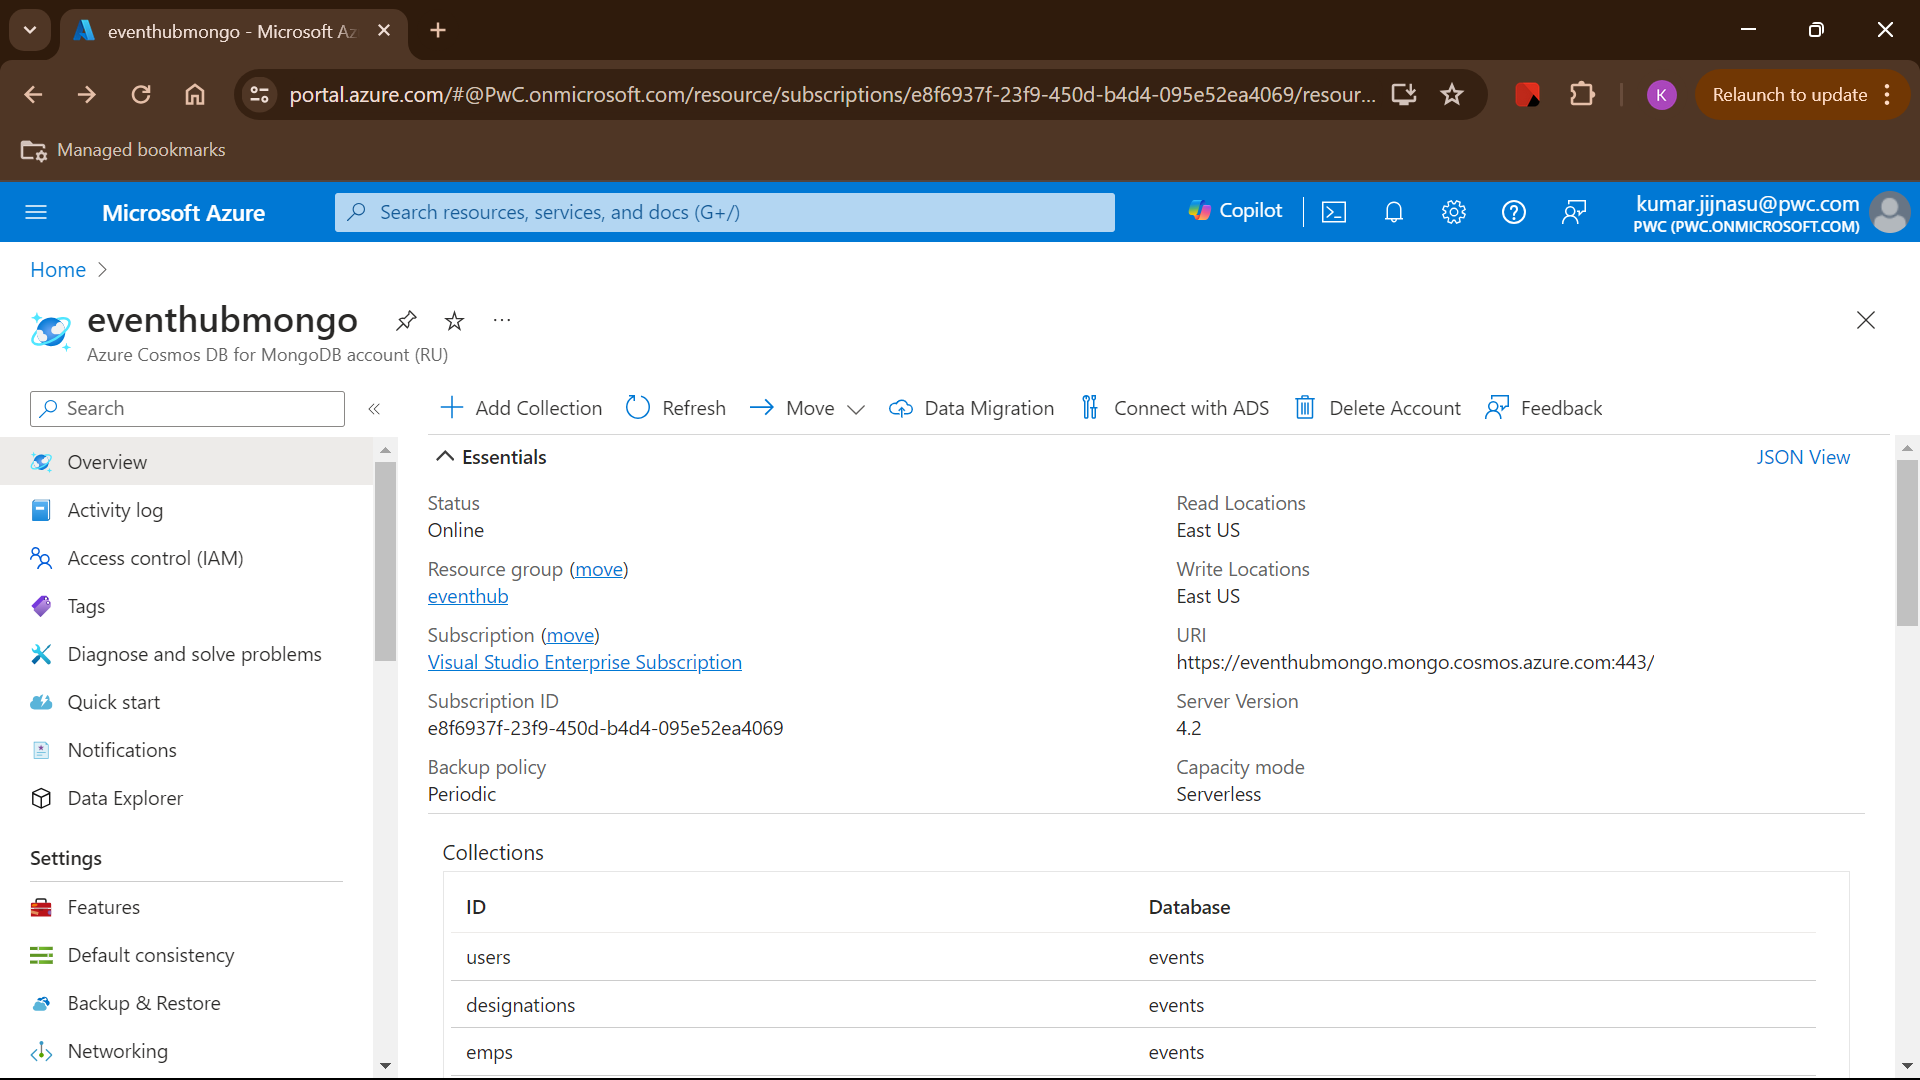 eventhubmongo - Microsoft Az
portal.azure.com/#@PwC.onmicrosoft.com/resource/subscriptions/e8f6937f-23f9-450d-b4d4-095e52ea4069/resour...
K
Relaunch to update
Managed bookmarks
Microsoft Azure
Search resources, services, and docs (G+/)
Copilot
kumar.jijnasu@pwc.com
PWC (PWC.ONMICROSOFT.COM)
Home
eventhubmongo
Azure Cosmos DB for MongoDB account (RU)
Search
Add Collection
Refresh
Move
Data Migration
Connect with ADS
Delete Account
Feedback
Overview
Activity log
Access control (IAM)
Tags
Diagnose and solve problems
Quick start
Notifications
Data Explorer
Settings
Features
Default consistency
Backup & Restore
Networking
Essentials
JSON View
Status
Online
Resource group (move)
eventhub
Subscription (move)
Visual Studio Enterprise Subscription
Subscription ID
e8f6937f-23f9-450d-b4d4-095e52ea4069
Backup policy
Periodic
Read Locations
East US
Write Locations
East US
URI
https://eventhubmongo.mongo.cosmos.azure.com:443/
Server Version
4.2
Capacity mode
Serverless
Collections
ID Database
users events
designations events
emps events